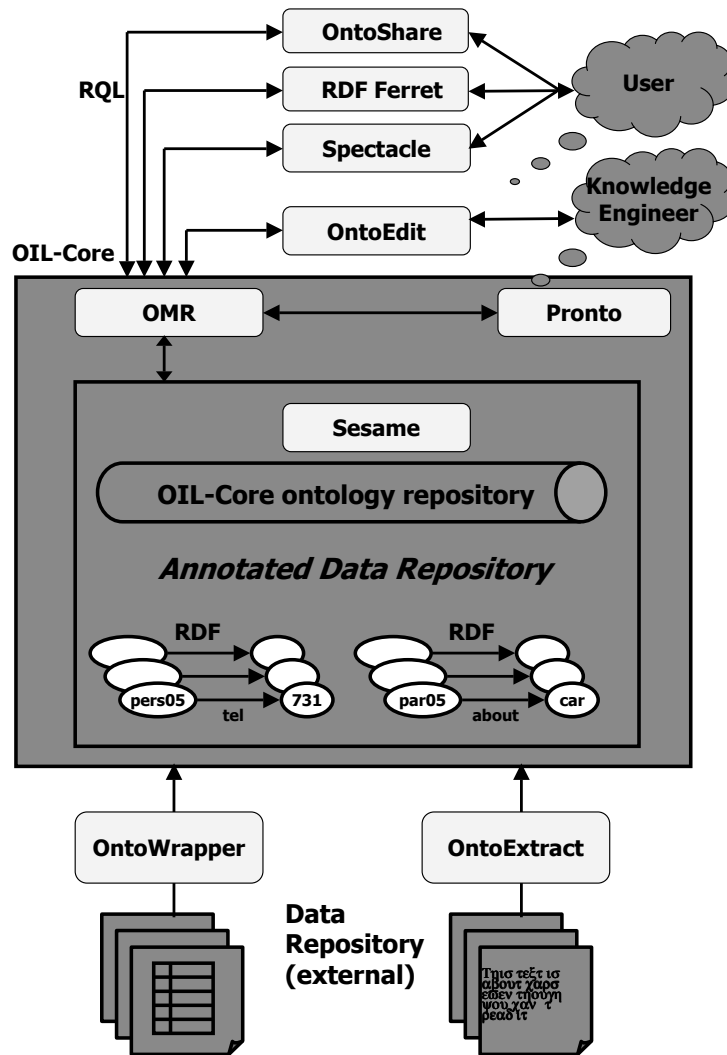 OntoShare
User
RQL
RDF Ferret
Spectacle
Knowledge
Engineer
OntoEdit
OIL-Core
OMR
Pronto
Sesame
OIL-Core ontology repository
Annotated Data Repository
RDF
RDF
pers05
tel
731
par05
about
car
OntoWrapper
OntoExtract
Data
Repository
(external)
Τηισ τεξτ ισ
αβουτ χαρσ
εϖεν τηουγη
ψου χαν τ
ρεαδ ιτ